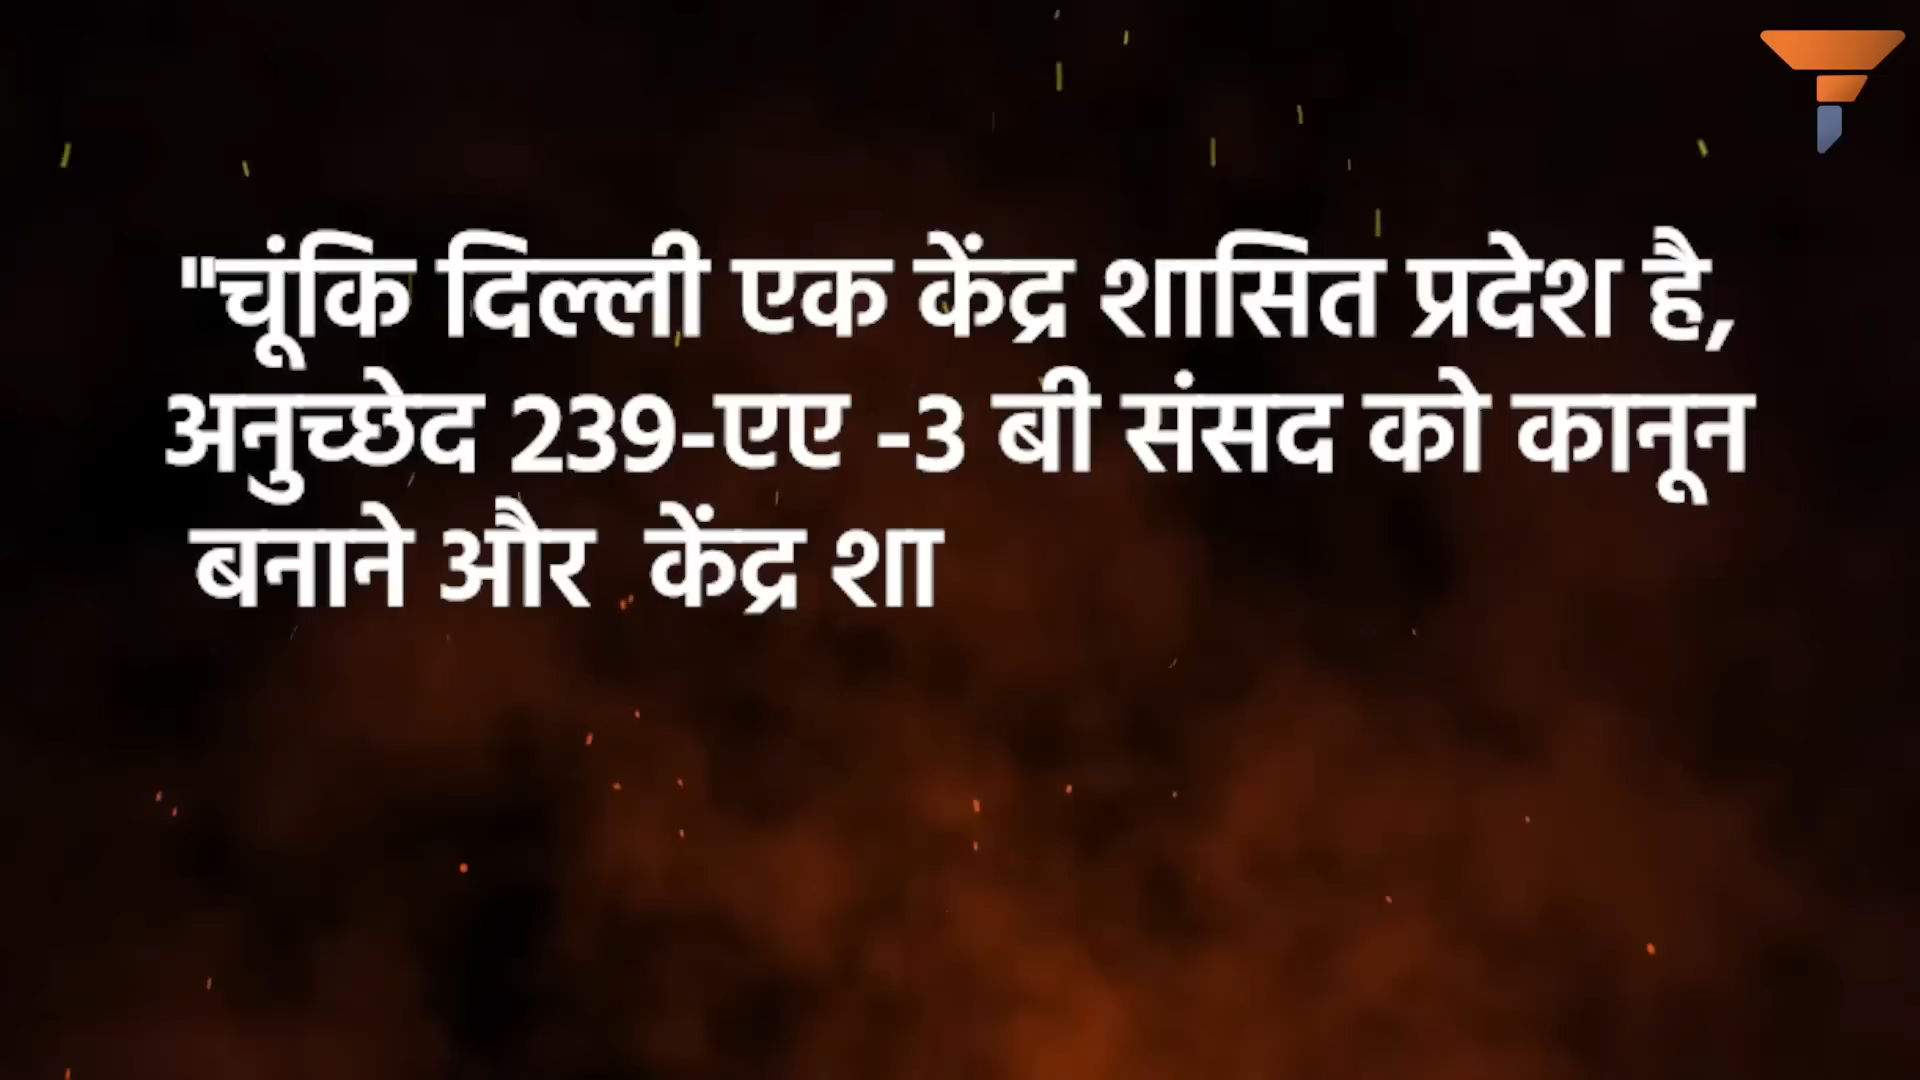 "चूंकि दिल्ली एक केंद्र शासित प्रदेश है,
अनुच्छेद 239-एए -3 बी संसद को कानून
बनाने और केंद्र शा